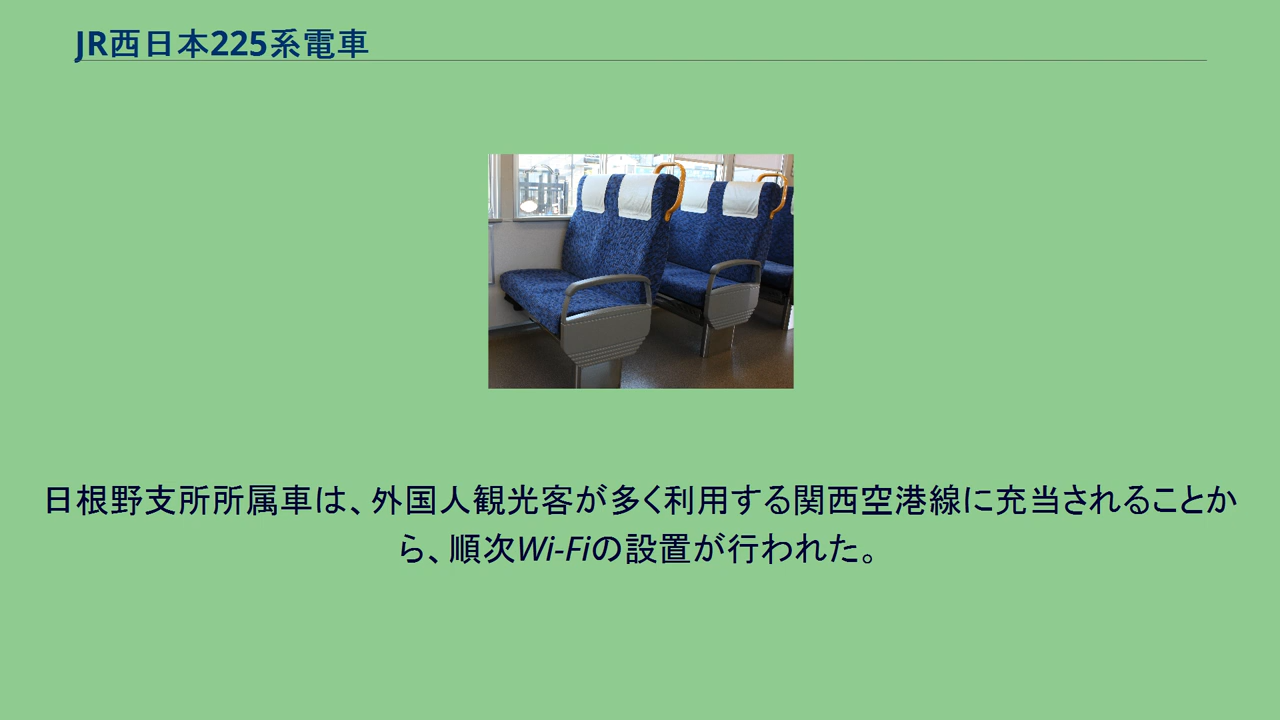 JR西日本225系電車
日根野支所所属車は、外国人観光客が多く利用する関西空港線に充当されることか
ら、順次Wi-Fiの設置が行われた。